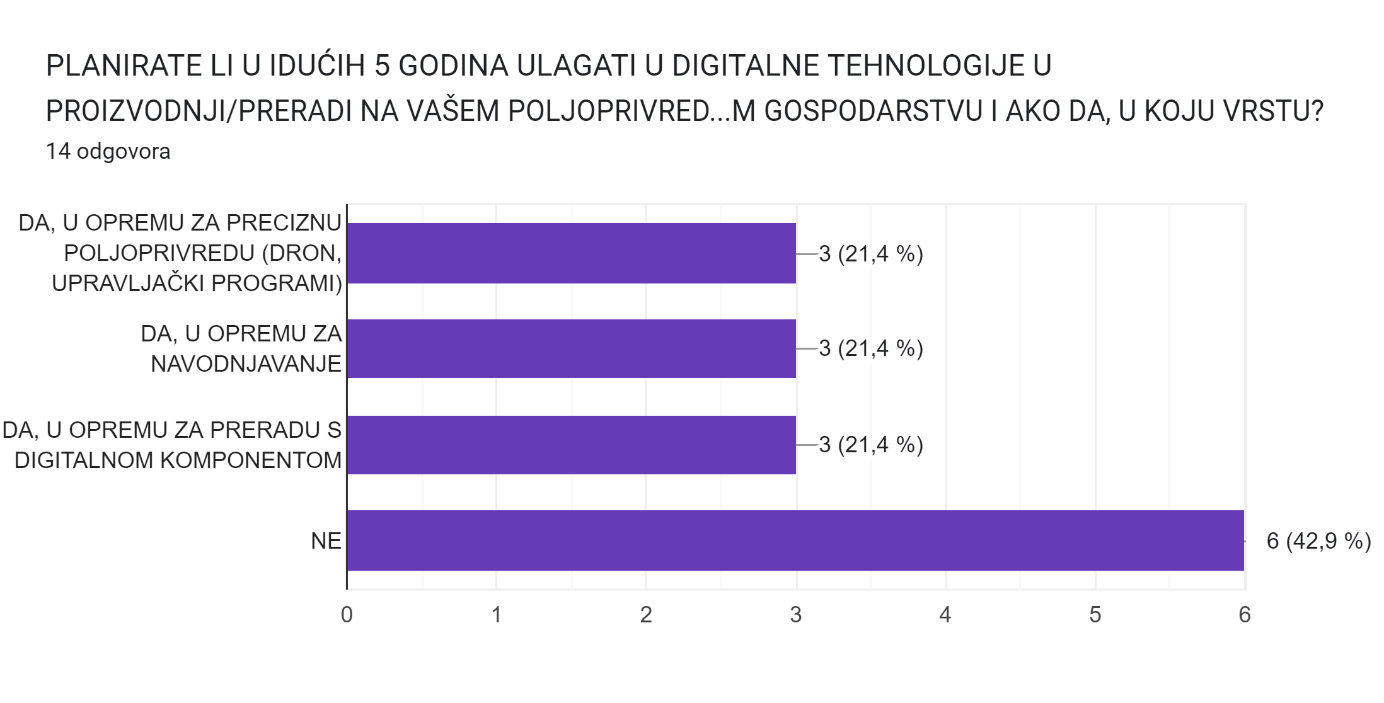 PLANIRATE LI U IDUĆIH 5 GODINA ULAGATI U DIGITALNE TEHNOLOGIJE U
PROIZVODNJI/PRERADI NA VAŠEM POLJOPRIVRED...M GOSPODARSTVU I AKO DA, U KOJU VRSTU?
14 odgovora
DA, U OPREMU ZA PRECIZNU
POLJOPRIVREDU (DRON,
UPRAVLJAČKI PROGRAMI)
3 (21,4 %)
DA, U OPREMU ZA
NAVODNJAVANJE
3 (21,4 %)
DA, U OPREMU ZA PRERADU S
DIGITALNOM KOMPONENTOM
3 (21,4 %)
NE
6 (42,9 %)
0 1 2 3 4 5 6